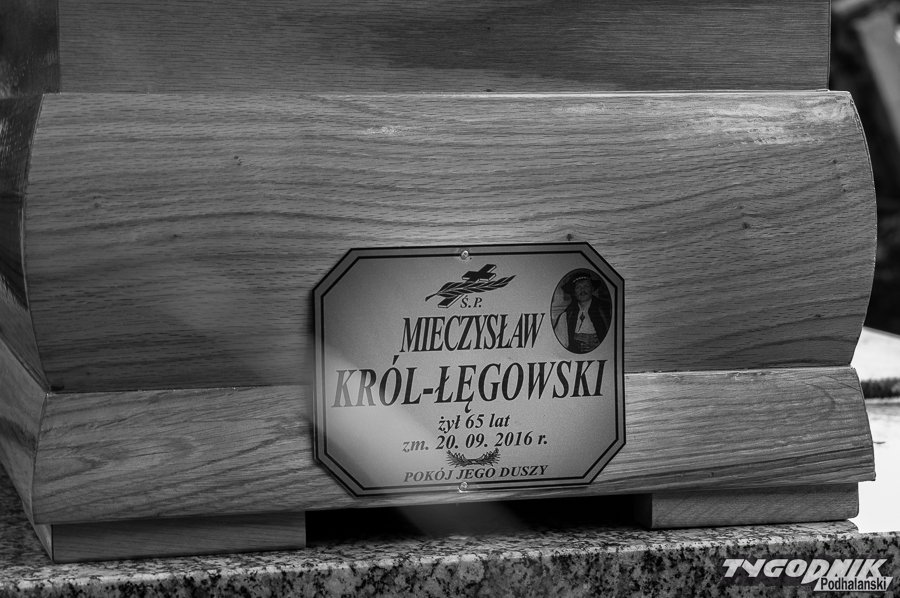 Ś.P.
MIECZYSŁAW
KRÓL-ŁĘGOWSKI
żył 65 lat
zm. 20. 09. 2016 r.
POKÓJ JEGO DUSZY
TYGODNIK
Podhalański